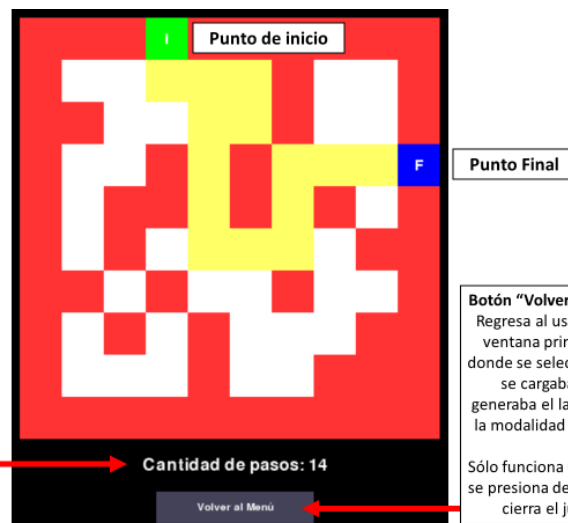 I
Punto de inicio
F
Punto Final
Botón “Volver
Regresa al us
ventana prin
donde se selec
se cargaba
generaba el la
la modalidad
Sólo funciona
se presiona de
cierra el ju
Cantidad de pasos: 14
Volver al Menú